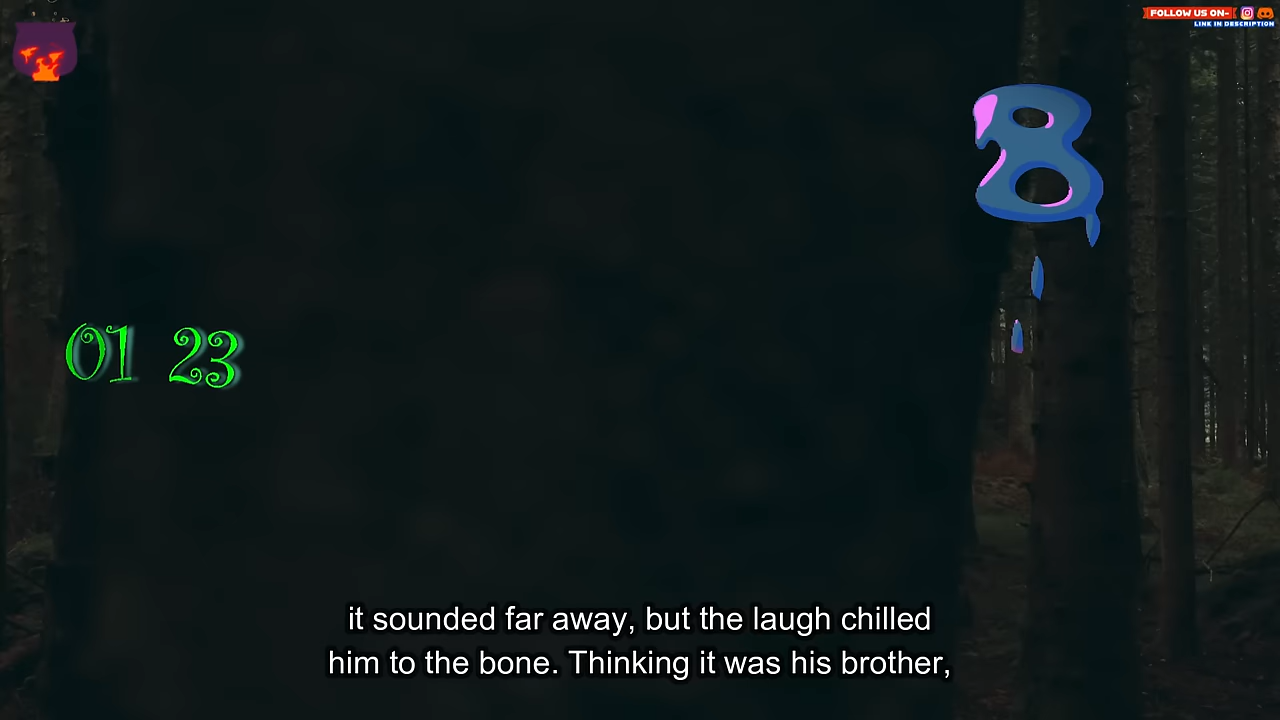 FOLLOW US ON-
LINK IN DESCRIPTION
8
01 23
it sounded far away, but the laugh chilled
him to the bone. Thinking it was his brother,